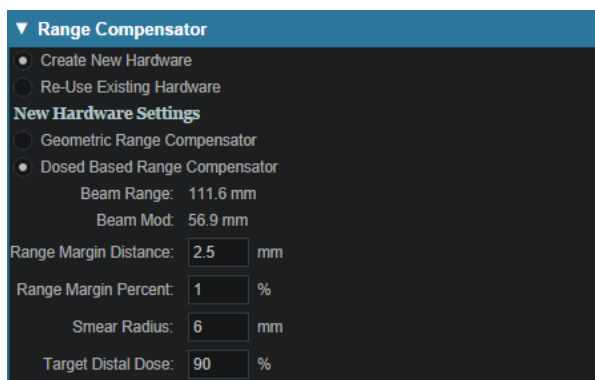 ▼ Range Compensator
Create New Hardware
Re-Use Existing Hardware
New Hardware Settings
Geometric Range Compensator
Dosed Based Range Compensator
Beam Range: 111.6 mm
Beam Mod: 56.9 mm
Range Margin Distance: 2.5 mm
Range Margin Percent: 1 %
Smear Radius: 6 mm
Target Distal Dose: 90 %